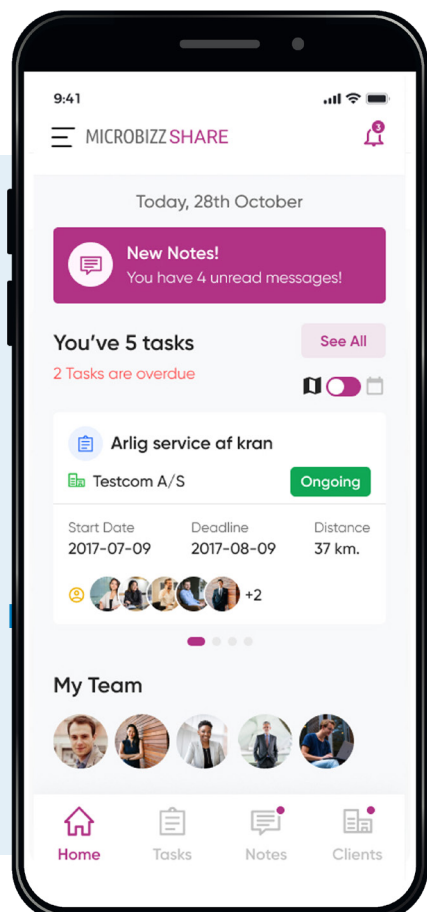 9:41
MICROBIZZ SHARE
3
Today, 28th October
New Notes!
You have 4 unread messages!
You've 5 tasks
See All
2 Tasks are overdue
Arlig service af kran
Testcom A/S
Ongoing
Start Date Deadline Distance
2017-07-09 2017-08-09 37 km.
+2
My Team
Home Tasks Notes Clients